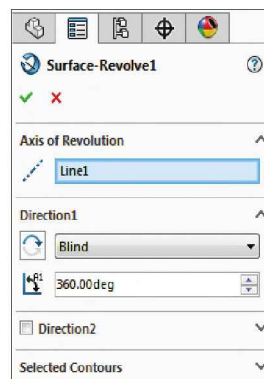 Surface-Revolve1
Axis of Revolution
Line1
Direction1
Blind
360.00deg
Direction2
Selected Contours